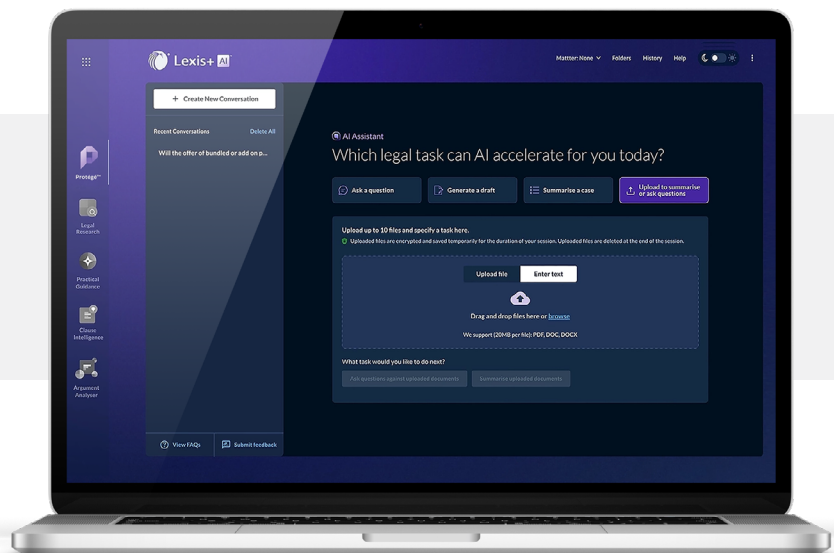 Lexis+ AI
Mattter: None
Folders
History
Help
+ Create New Conversation
Recent Conversations
Delete All
Will the offer of bundled or add on p...
Protégé™
Legal
Research
Practical
Guidance
Clause
Intelligence
Argument
Analyser
AI Assistant
Which legal task can AI accelerate for you today?
Ask a question
Generate a draft
Summarise a case
Upload to summarise
or ask questions
Upload up to 10 files and specify a task here.
Uploaded files are encrypted and saved temporarily for the duration of your session. Uploaded files are deleted at the end of the session.
Upload file
Enter text
Drag and drop files here or browse
We support (20MB per file): PDF, DOC, DOCX
What task would you like to do next?
Ask questions against uploaded documents
Summarise uploaded documents
View FAQs
Submit feedback